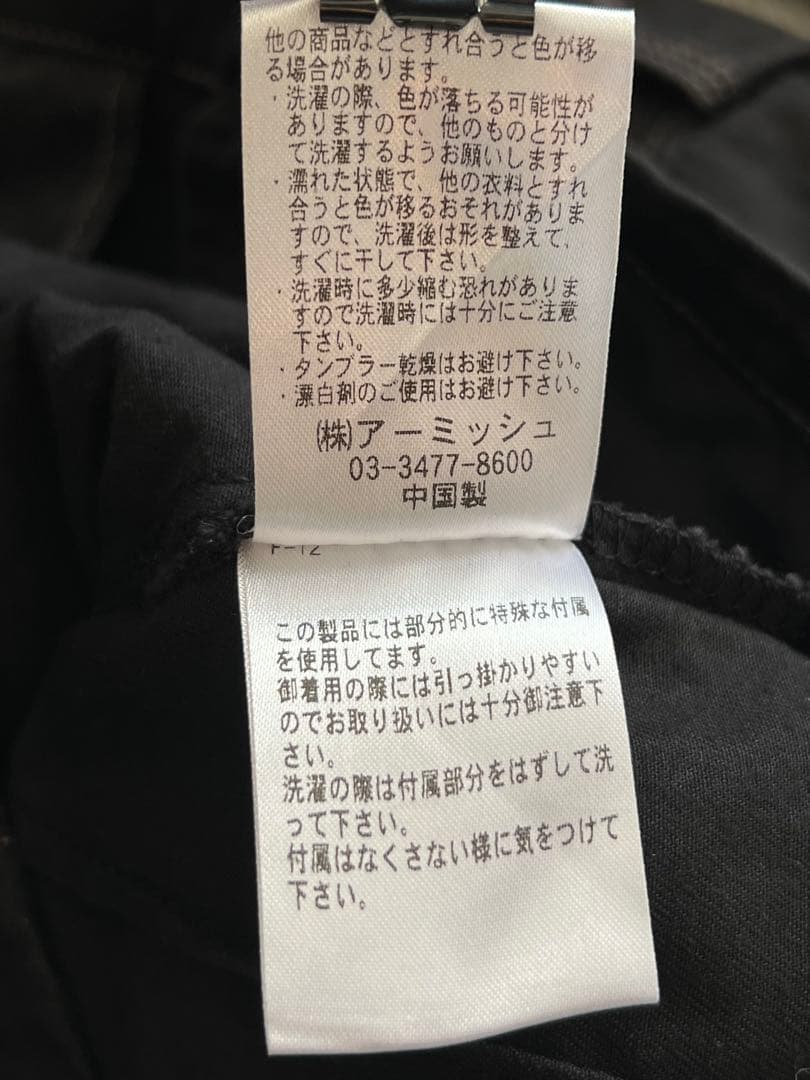 他の商品などとすれ合うと色が移
る場合があります。
・洗濯の際、色が落ちる可能性が
ありますので、他のものと分け
て洗濯するようお願いします。
・濡れた状態で、他の衣料とすれ
合うと色が移るおそれがありま
すので、洗濯後は形を整えて、
すぐに干して下さい。
・洗濯時に多少縮む恐れがありま
すので洗濯時には十分にご注意
下さい。
・タンブラー乾燥はお避け下さい。
・漂白剤のご使用はお避け下さい。
(株)アーミッシュ
03-3477-8600
中国製
F-12
この製品には部分的に特殊な付属
を使用してます。
御着用の際には引っ掛かりやすい
のでお取り扱いには十分御注意下
さい。
洗濯の際は付属部分をはずして洗
って下さい。
付属はなくさない様に気をつけて
下さい。